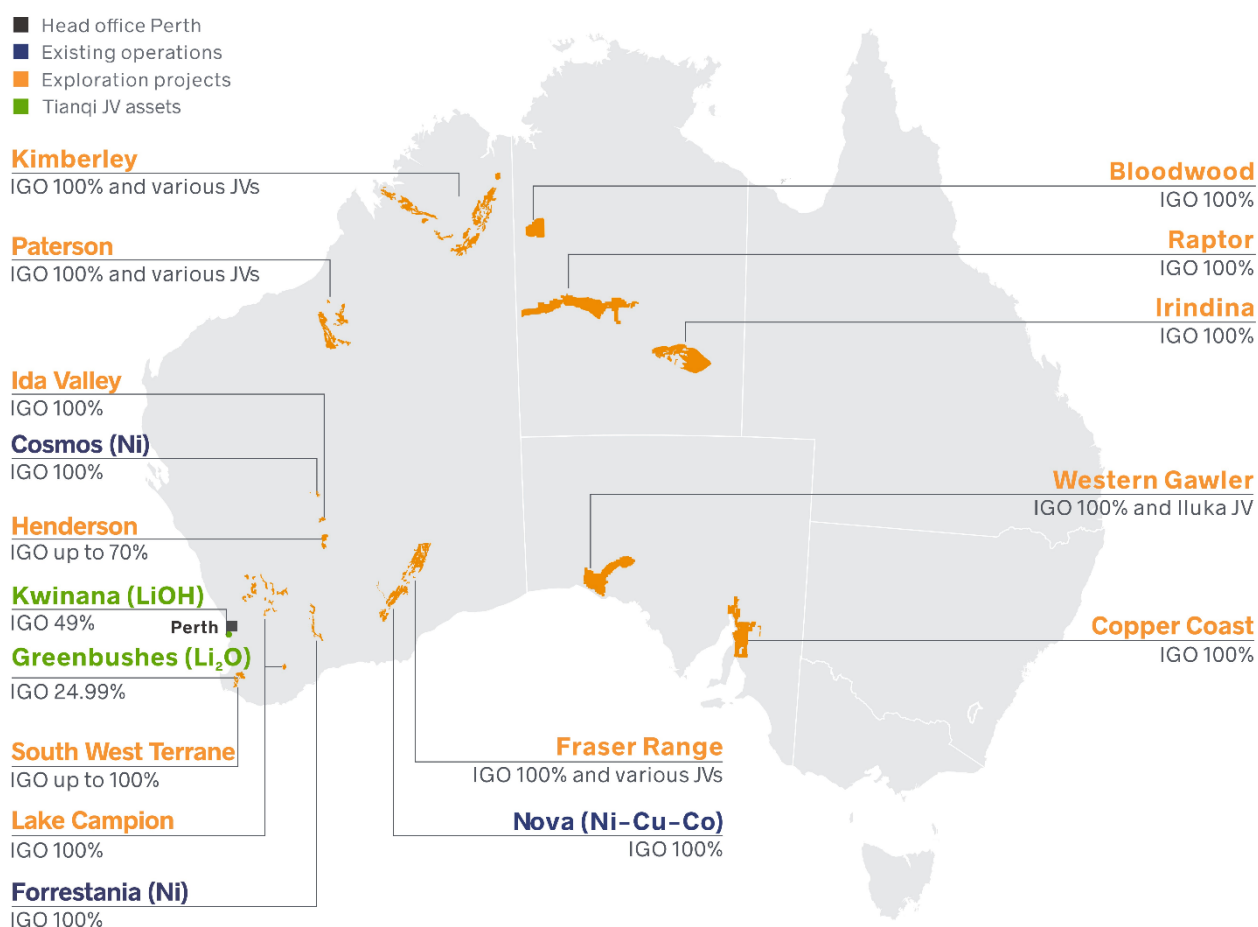 Head office Perth
Existing operations
Exploration projects
Tianqi JV assets
Kimberley
IGO 100% and various JVs
Paterson
IGO 100% and various JVs
Ida Valley
IGO 100%
Cosmos (Ni)
IGO 100%
Henderson
IGO up to 70%
Kwinana (LiOH)
IGO 49%
Perth
Greenbushes (Li₂O)
IGO 24.99%
South West Terrane
IGO up to 100%
Lake Campion
IGO 100%
Forrestania (Ni)
IGO 100%
Fraser Range
IGO 100% and various JVs
Nova (Ni–Cu–Co)
IGO 100%
Bloodwood
IGO 100%
Raptor
IGO 100%
Irindina
IGO 100%
Western Gawler
IGO 100% and Iluka JV
Copper Coast
IGO 100%